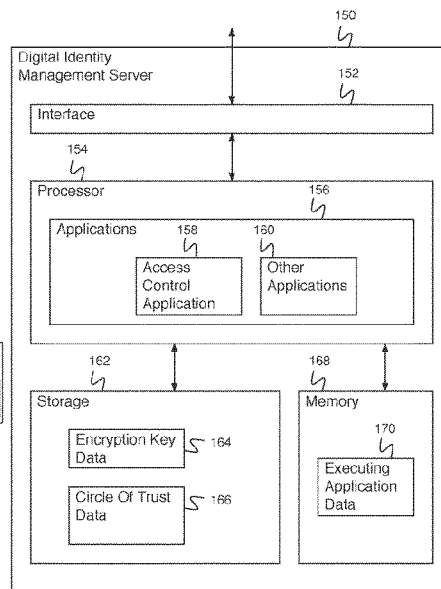 150
Digital Identity
Management Server
152
Interface
154
Processor
156
Applications
158
160
Access
Control
Application
Other
Applications
162
168
Storage
Memory
Encryption Key
Data
164
170
Circle Of Trust
Data
166
Executing
Application
Data